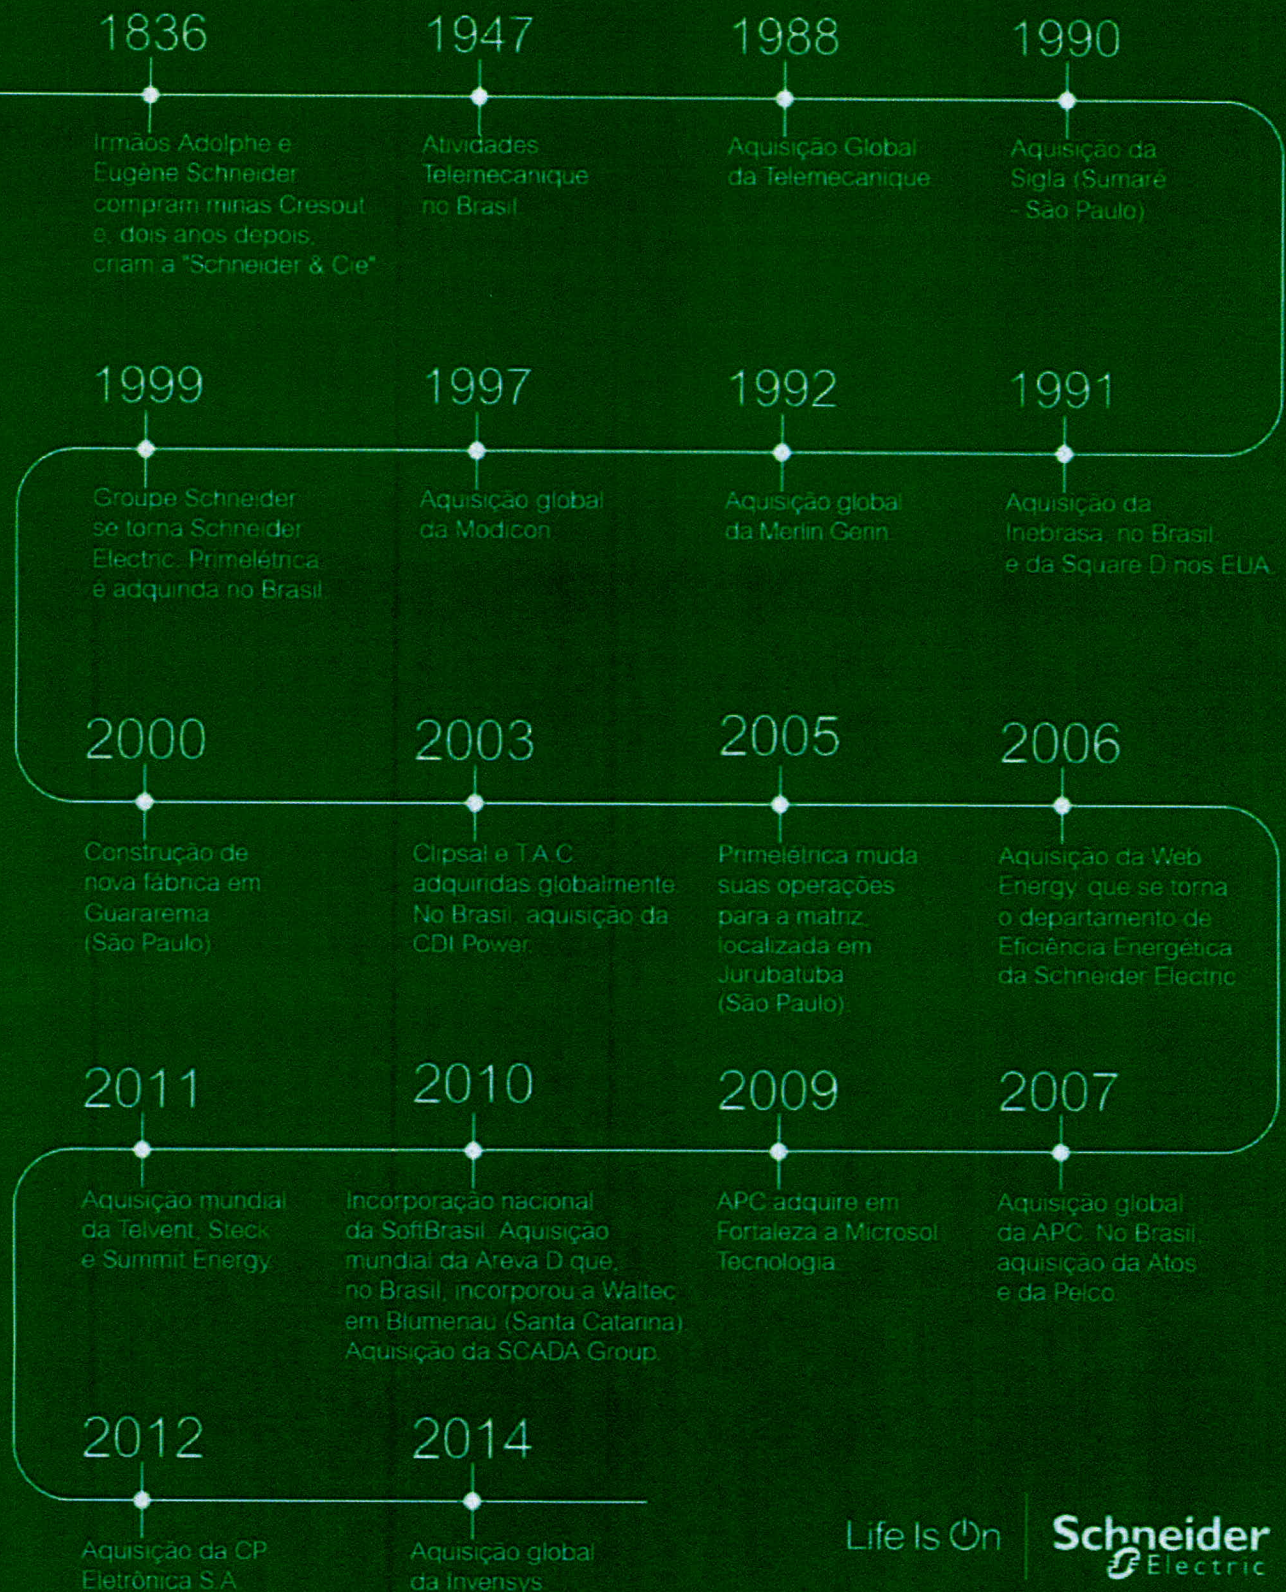 1836
Irmãos Adolphe e
Eugène Schneider
compram minas Cresout
e, dois anos depois,
criam a "Schneider & Cie"
1947
Atividades
Telemecanique
no Brasil.
1988
Aquisição Global
da Telemecanique
1990
Aquisição da
Sigla (Sumaré
- São Paulo)
1991
Aquisição da
Inebrasa, no Brasil,
e da Square D nos EUA.
1992
Aquisição global
da Merlin Gerin.
1997
Aquisição global
da Modicon
1999
Groupe Schneider
se torna Schneider
Electric. Primelétrica
é adquirida no Brasil.
2000
Construção de
nova fábrica em
Guararema
(São Paulo)
2003
Clipsal e T.A.C.
adquiridas globalmente.
No Brasil, aquisição da
CDI Power.
2005
Primelétrica muda
suas operações
para a matriz,
localizada em
Jurubatuba
(São Paulo).
2006
Aquisição da Web
Energy, que se torna
o departamento de
Eficiência Energética
da Schneider Electric
2007
Aquisição global
da APC. No Brasil,
aquisição da Atos
e da Pelco.
2009
APC adquire em
Fortaleza a Microsol
Tecnologia.
2010
Incorporação nacional
da SoftBrasil. Aquisição
mundial da Areva D que,
no Brasil, incorporou a Waltec
em Blumenau (Santa Catarina).
Aquisição da SCADA Group.
2011
Aquisição mundial
da Telvent, Steck
e Summit Energy.
2012
Aquisição da CP
Eletrônica S.A.
2014
Aquisição global
da Invensys.
Life Is On
Schneider
Electric